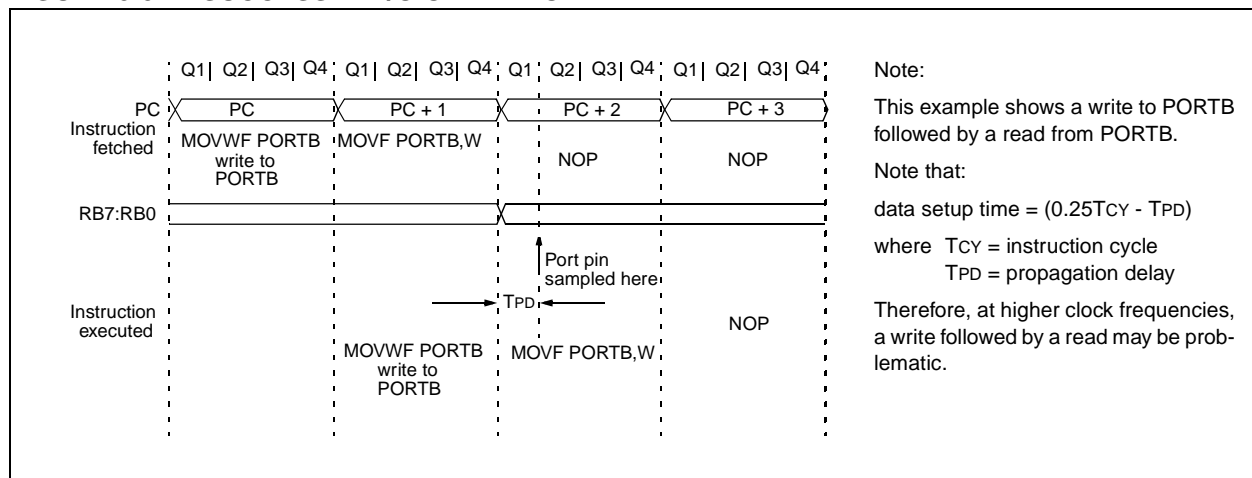 Q1| Q2| Q3| Q4 Q1| Q2| Q3| Q4 Q1| Q2| Q3| Q4 Q1| Q2| Q3| Q4
PC PC PC + 1 PC + 2 PC + 3
Instruction
fetched
MOVWF PORTB
write to
PORTB
MOVF PORTB,W
NOP
NOP
RB7:RB0
Port pin
sampled here
TPD
Instruction
executed
MOVWF PORTB
write to
PORTB
MOVF PORTB,W
NOP
Note:
This example shows a write to PORTB
followed by a read from PORTB.
Note that:
data setup time = (0.25TCY - TPD)
where TCY = instruction cycle
TPD = propagation delay
Therefore, at higher clock frequencies,
a write followed by a read may be prob-
lematic.